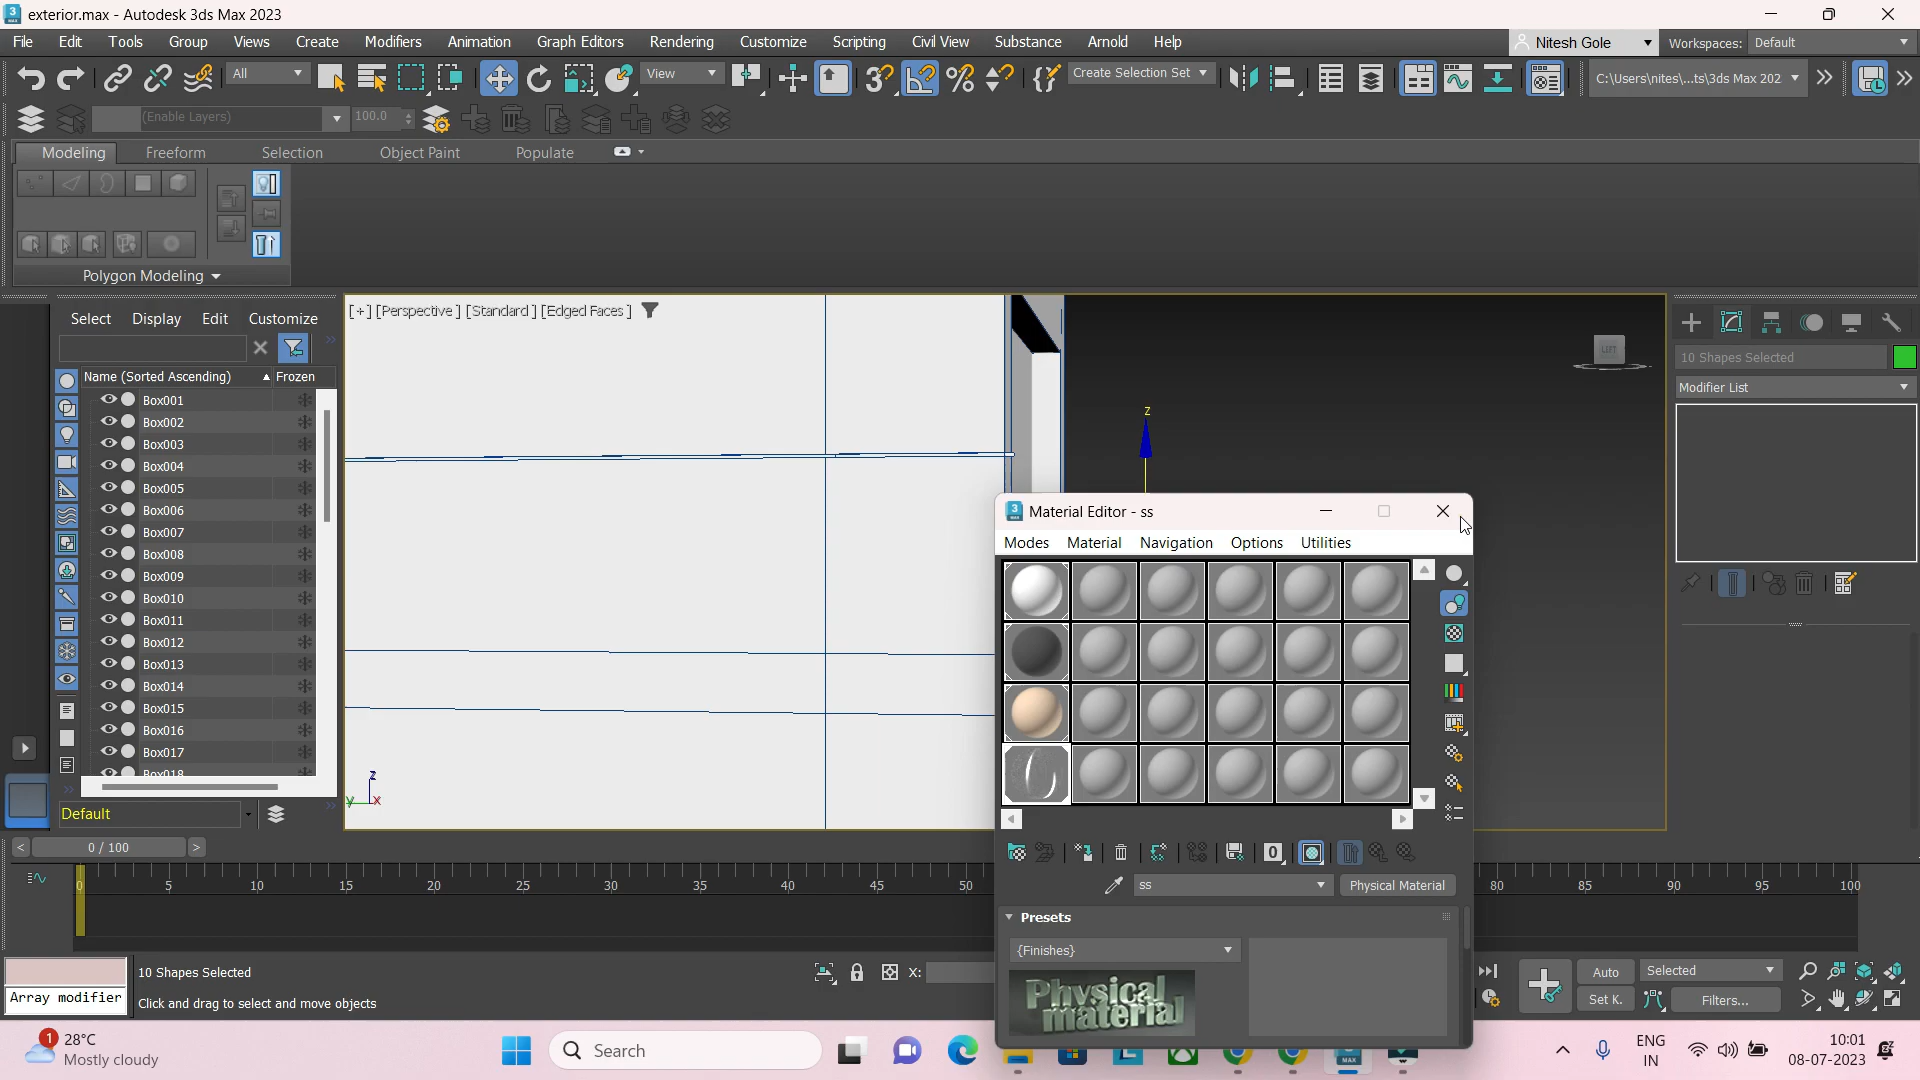 exterior.max - Autodesk 3ds Max 2023
File Edit Tools Group Views Create Modifiers Animation Graph Editors Rendering Customize Scripting Civil View Substance Arnold Help
Nitesh Gole Workspaces: Default
All View Create Selection Set C:\Users\nites\...ts\3ds Max 202
(Enable Layers) 100.0
Modeling Freeform Selection Object Paint Populate
Polygon Modeling
Select Display Edit Customize
[+] [Perspective ] [Standard ] [Edged Faces ]
LEFT
10 Shapes Selected
Name (Sorted Ascending) Frozen
Modifier List
Box001
Box002
Box003
Box004
Box005
Box006
Box007
Box008
Box009
Box010
Box011
Box012
Box013
Box014
Box015
Box016
Box017
Box018
Default
z
z
y
x
Material Editor - ss
Modes Material Navigation Options Utilities
0
ss Physical Material
Presets
{Finishes}
Physical material
< 0 / 100 >
0 5 10 15 20 25 30 35 40 45 50 80 85 90 95 100
Array modifier
10 Shapes Selected
Click and drag to select and move objects
X:
Auto Selected
Set K. Filters...
1
28°C
Mostly cloudy
Search
ENG
IN
10:01
08-07-2023